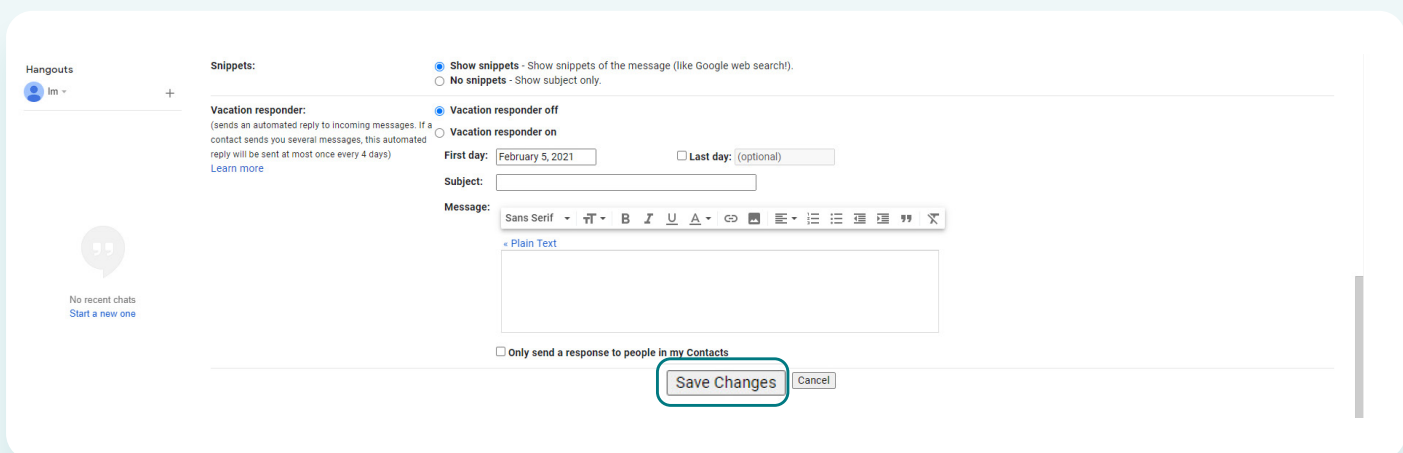 Hangouts
Im
Snippets:
Show snippets - Show snippets of the message (like Google web search!).
No snippets - Show subject only.
Vacation responder:
(sends an automated reply to incoming messages. If a
contact sends you several messages, this automated
reply will be sent at most once every 4 days)
Learn more
Vacation responder off
Vacation responder on
First day: February 5, 2021 Last day: (optional)
Subject:
Message:
Sans Serif
« Plain Text
Only send a response to people in my Contacts
Save Changes Cancel
No recent chats
Start a new one